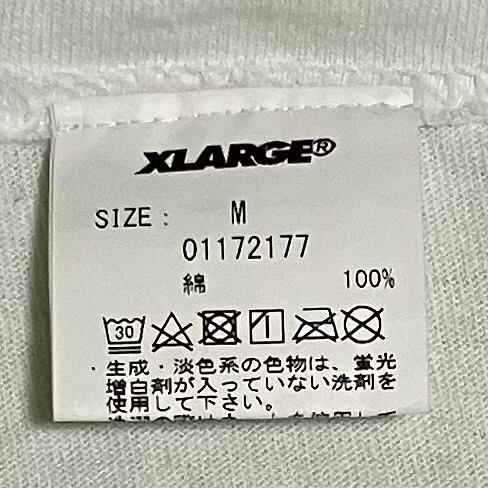 XLARGE®
SIZE: M
01172177
綿 100%
30
・生成・淡色系の色物は、蛍光
増白剤が入っていない洗剤を
使用して下さい。